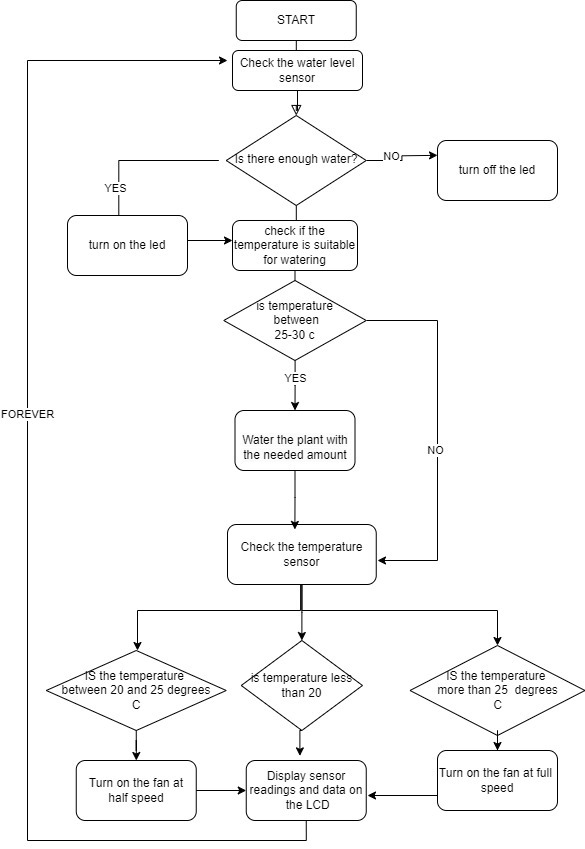 START
Check the water level
sensor
Is there enough water?
NO
turn off the led
YES
turn on the led
check if the
temperature is suitable
for watering
is temperature
between
25-30 c
YES
FOREVER
Water the plant with
the needed amount
NO
Check the temperature
sensor
IS the temperature
between 20 and 25 degrees
C
is temperature less
than 20
IS the temperature
more than 25 degrees
C
Turn on the fan at
half speed
Display sensor
readings and data on
the LCD
Turn on the fan at full
speed